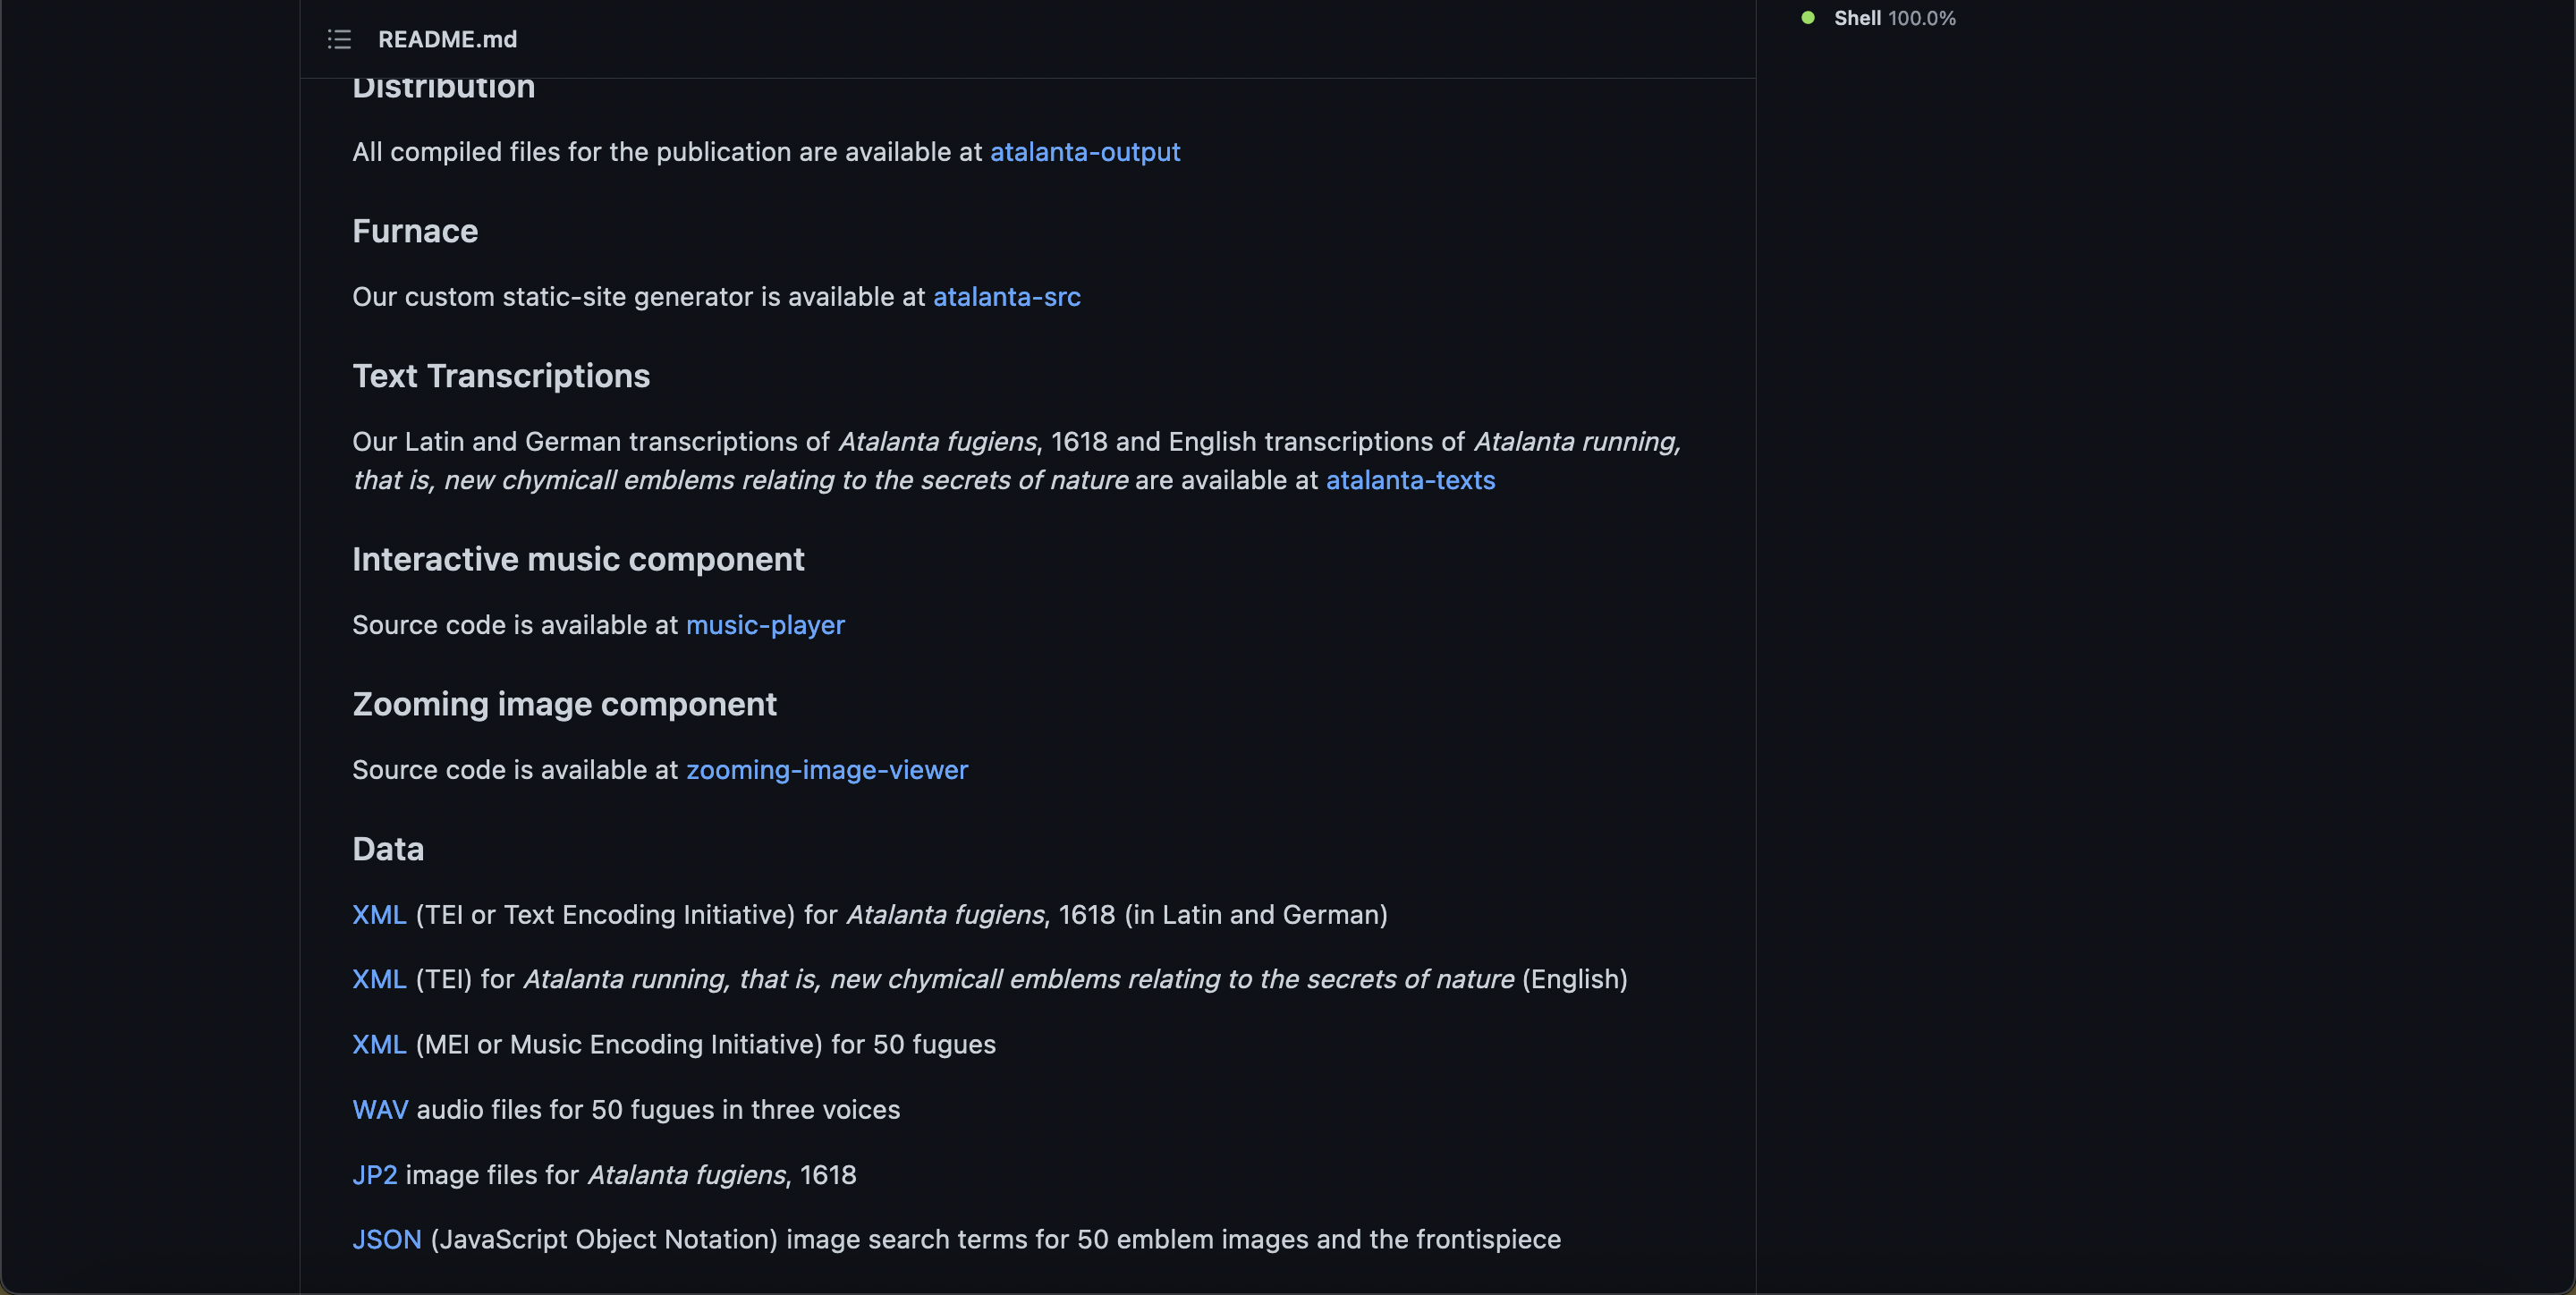 README.md
Shell 100.0%
Distribution
All compiled files for the publication are available at atalanta-output
Furnace
Our custom static-site generator is available at atalanta-src
Text Transcriptions
Our Latin and German transcriptions of Atalanta fugiens, 1618 and English transcriptions of Atalanta running,
that is, new chymicall emblems relating to the secrets of nature are available at atalanta-texts
Interactive music component
Source code is available at music-player
Zooming image component
Source code is available at zooming-image-viewer
Data
XML (TEI or Text Encoding Initiative) for Atalanta fugiens, 1618 (in Latin and German)
XML (TEI) for Atalanta running, that is, new chymicall emblems relating to the secrets of nature (English)
XML (MEI or Music Encoding Initiative) for 50 fugues
WAV audio files for 50 fugues in three voices
JP2 image files for Atalanta fugiens, 1618
JSON (JavaScript Object Notation) image search terms for 50 emblem images and the frontispiece